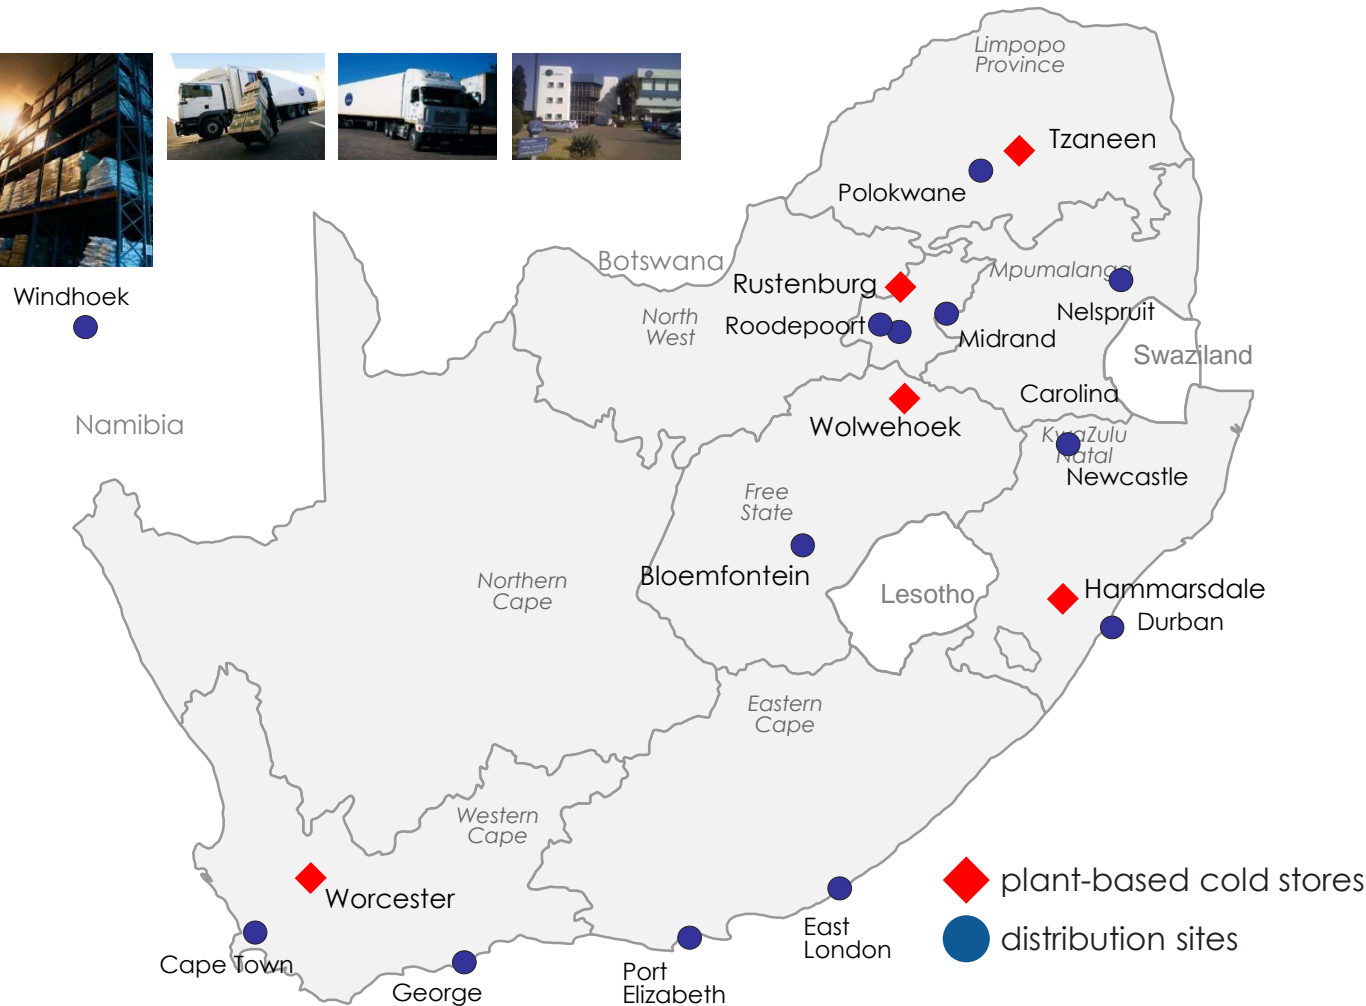 Limpopo
Province
Tzaneen
Polokwane
Botswana
Mpumalanga
Rustenburg
Windhoek
Nelspruit
North
West
Roodepoort
Midrand
Swaziland
Carolina
Namibia
Wolwehoek
KwaZulu
Natal
Newcastle
Free
State
Bloemfontein
Northern
Cape
Lesotho
Hammarsdale
Durban
Eastern
Cape
Western
Cape
Worcester
plant-based cold stores
East
London
distribution sites
Cape Town
George
Port
Elizabeth